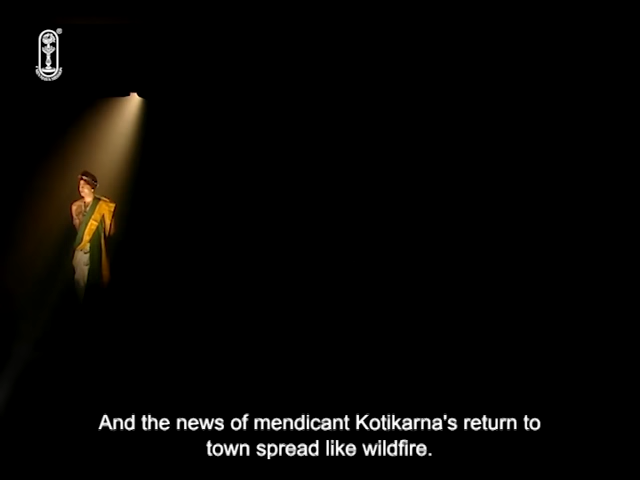 And the news of mendicant Kotikarna's return to
town spread like wildfire.